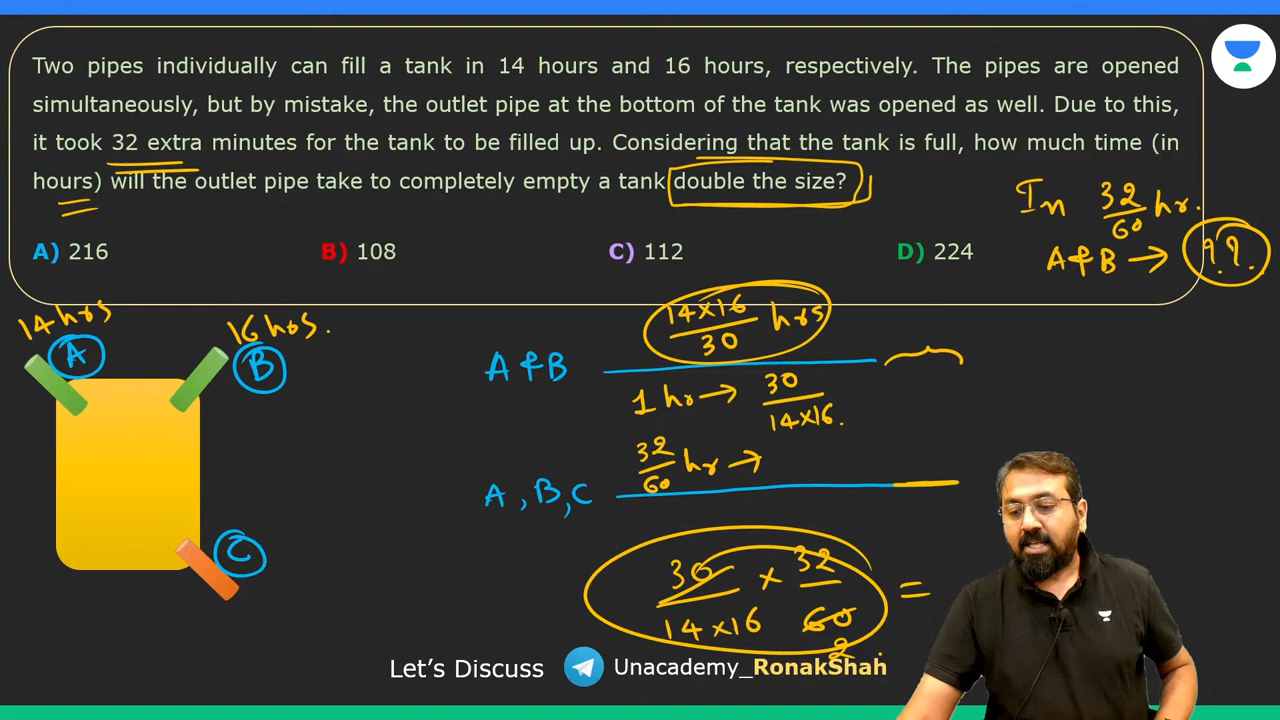 Two pipes individually can fill a tank in 14 hours and 16 hours, respectively. The pipes are opened
simultaneously, but by mistake, the outlet pipe at the bottom of the tank was opened as well. Due to this,
it took 32 extra minutes for the tank to be filled up. Considering that the tank is full, how much time (in
hours) will the outlet pipe take to completely empty a tank double the size?
In 32/60 hr.
A & B → ??
A) 216 B) 108 C) 112 D) 224
14 hrs
A
16 hrs.
B
C
14×16/30 hrs
A & B
1 hr → 30/14×16.
32/60 hr →
A, B, C
30/14×16 × 32/60 =
2
Let's Discuss Unacademy_RonakShah